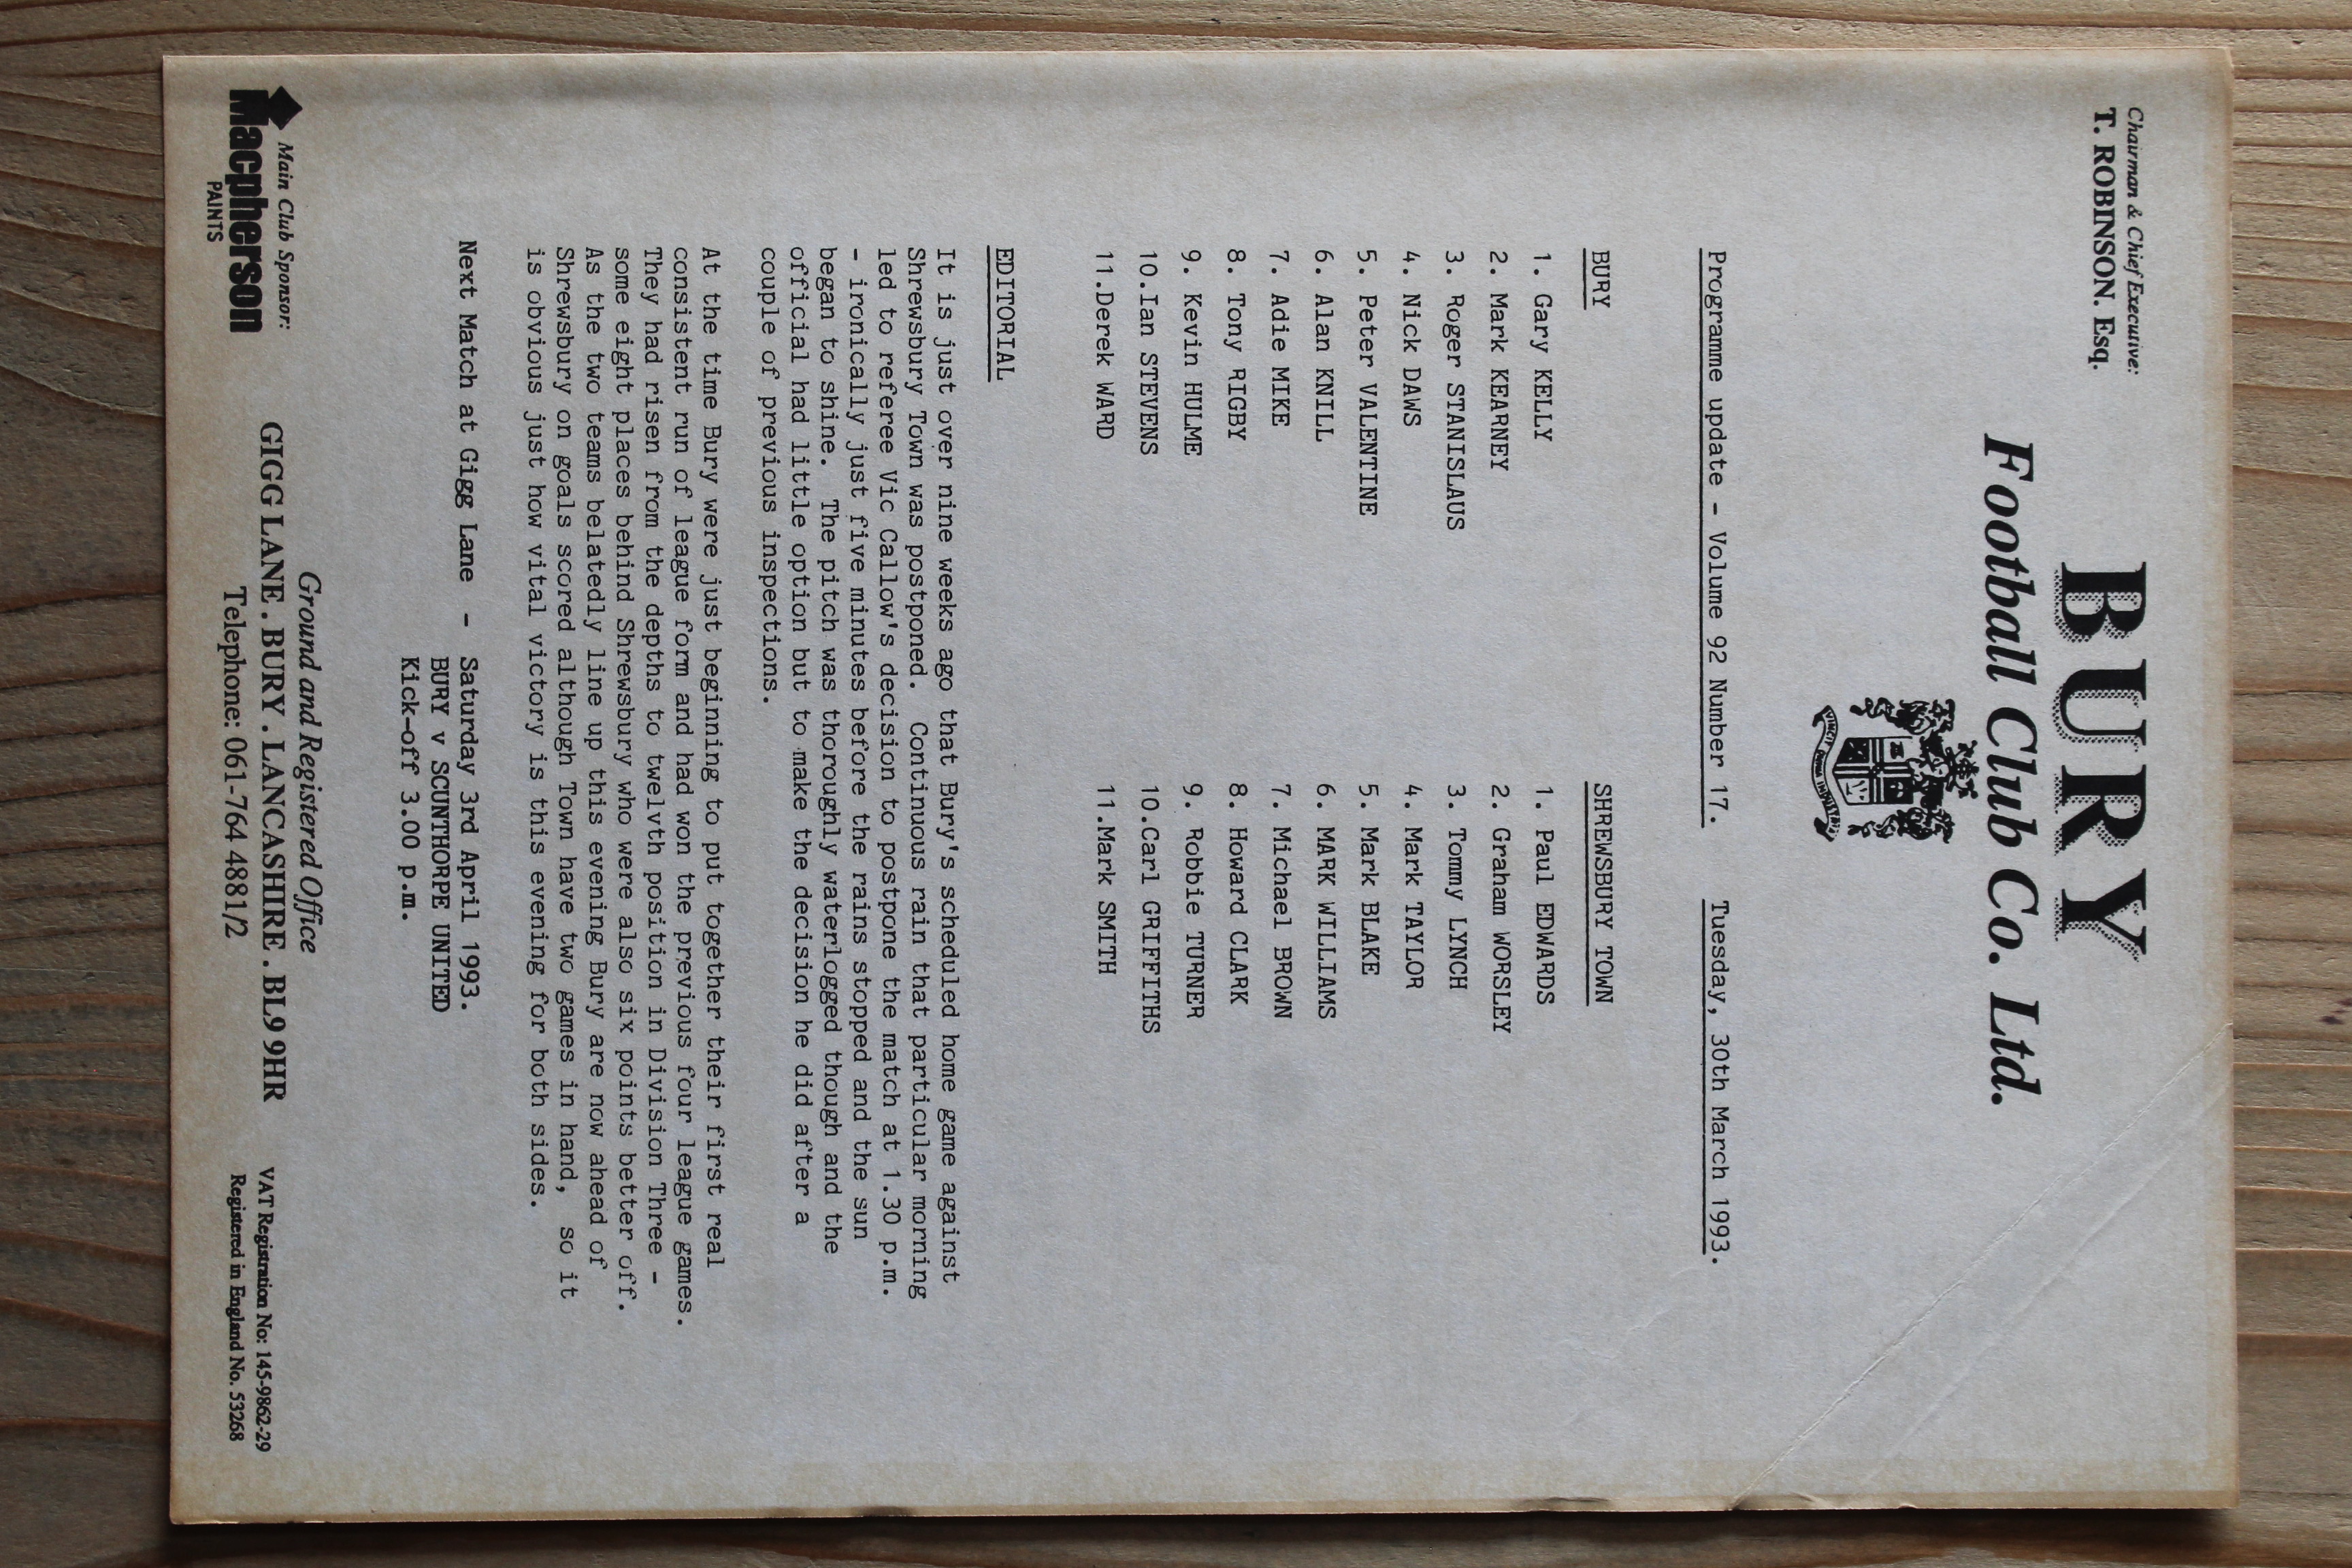 Chairman & Chief Executive:
T. ROBINSON. Esq.
BURY
Football Club Co. Ltd.
Programme update - Volume 92 Number 17. Tuesday, 30th March 1993.
BURY SHREWSBURY TOWN
1. Gary KELLY 1. Paul EDWARDS
2. Mark KEARNEY 2. Graham WORSLEY
3. Roger STANISLAUS 3. Tommy LYNCH
4. Nick DAWS 4. Mark TAYLOR
5. Peter VALENTINE 5. Mark BLAKE
6. Alan KNILL 6. MARK WILLIAMS
7. Adie MIKE 7. Michael BROWN
8. Tony RIGBY 8. Howard CLARK
9. Kevin HULME 9. Robbie TURNER
10.Ian STEVENS 10.Carl GRIFFITHS
11.Derek WARD 11.Mark SMITH
EDITORIAL
It is just over nine weeks ago that Bury's scheduled home game against
Shrewsbury Town was postponed. Continuous rain that particular morning
led to referee Vic Callow's decision to postpone the match at 1.30 p.m.
- ironically just five minutes before the rains stopped and the sun
began to shine. The pitch was thoroughly waterlogged though and the
official had little option but to make the decision he did after a
couple of previous inspections.
At the time Bury were just beginning to put together their first real
consistent run of league form and had won the previous four league games.
They had risen from the depths to twelvth position in Division Three -
some eight places behind Shrewsbury who were also six points better off.
As the two teams belatedly line up this evening Bury are now ahead of
Shrewsbury on goals scored although Town have two games in hand, so it
is obvious just how vital victory is this evening for both sides.
Next Match at Gigg Lane - Saturday 3rd April 1993.
BURY v SCUNTHORPE UNITED
Kick-off 3.00 p.m.
Main Club Sponsor:
Macpherson
PAINTS
Ground and Registered Office
GIGG LANE . BURY . LANCASHIRE . BL9 9HR
Telephone: 061-764 4881/2
VAT Registration No: 145-9862-29
Registered in England No. 53268